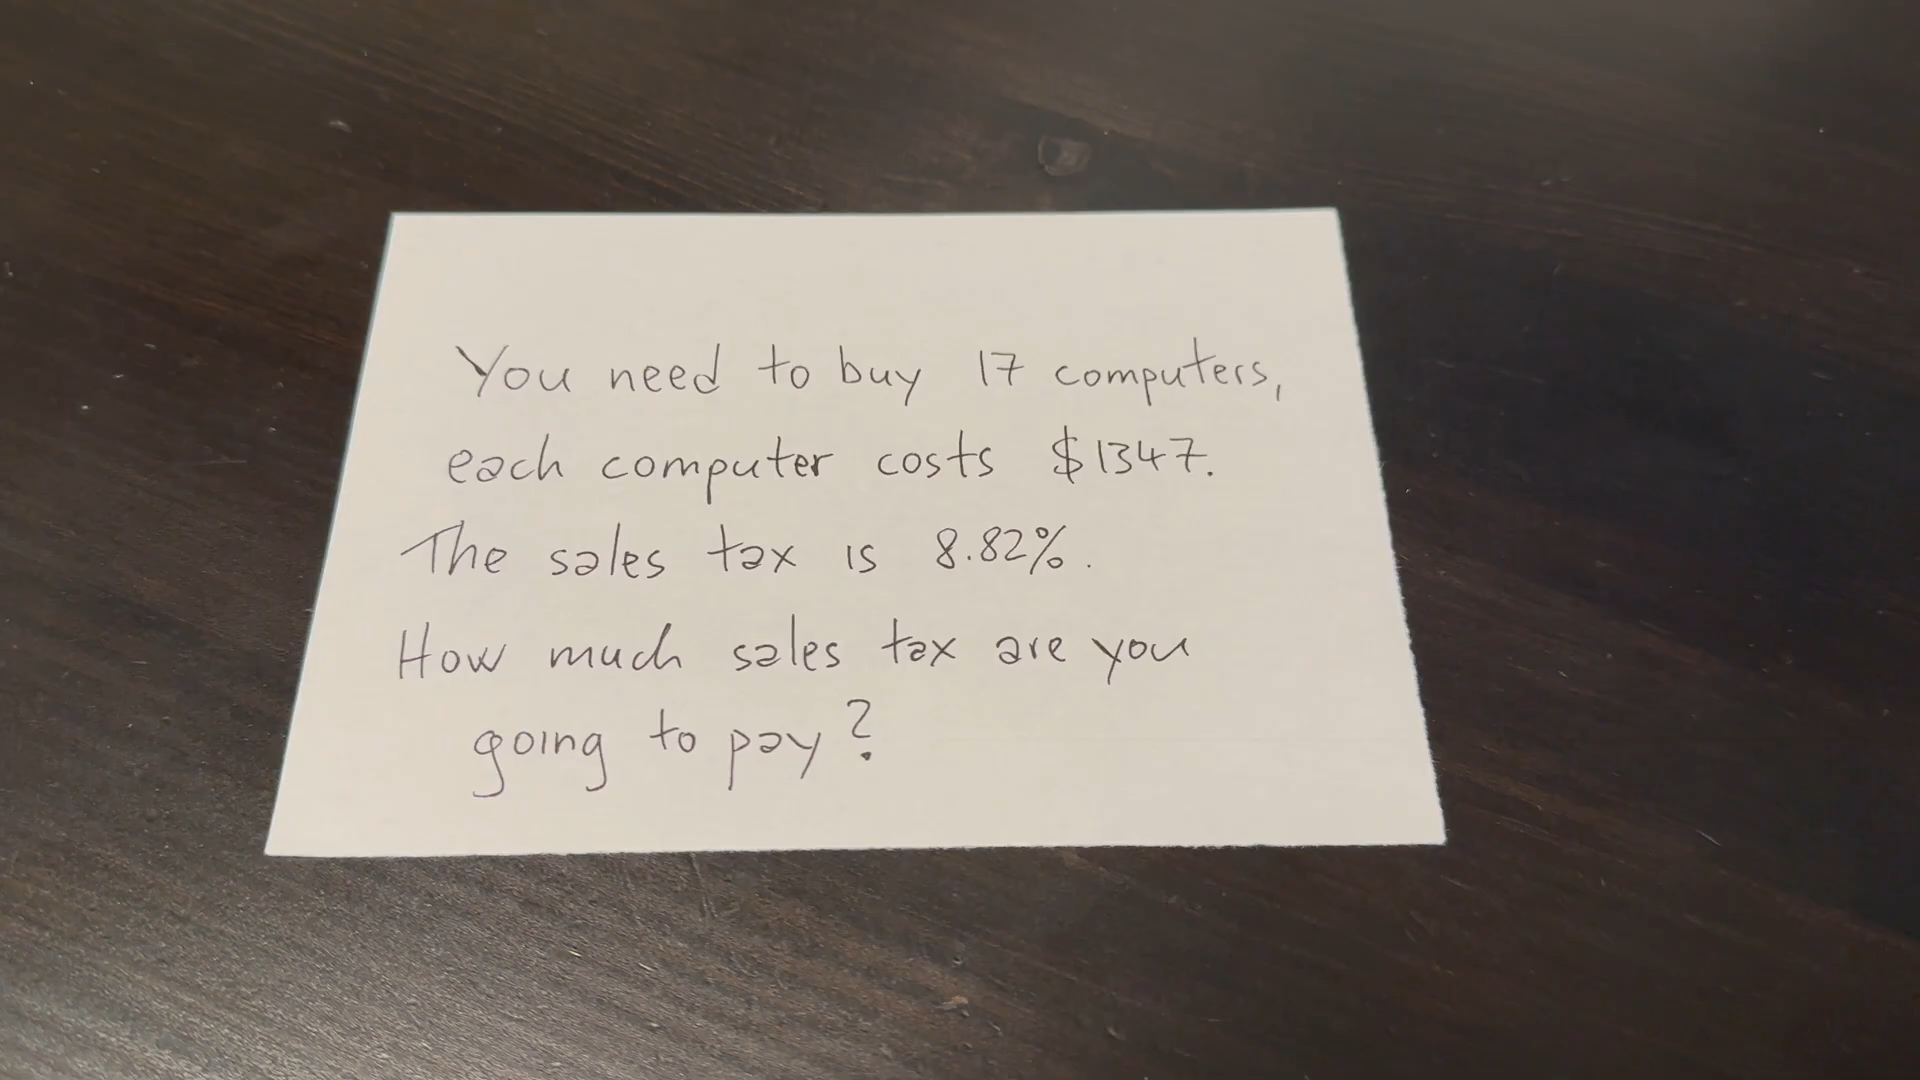 You need to buy 17 computers,
each computer costs $1347.
The sales tax is 8.82%.
How much sales tax are you
going to pay?